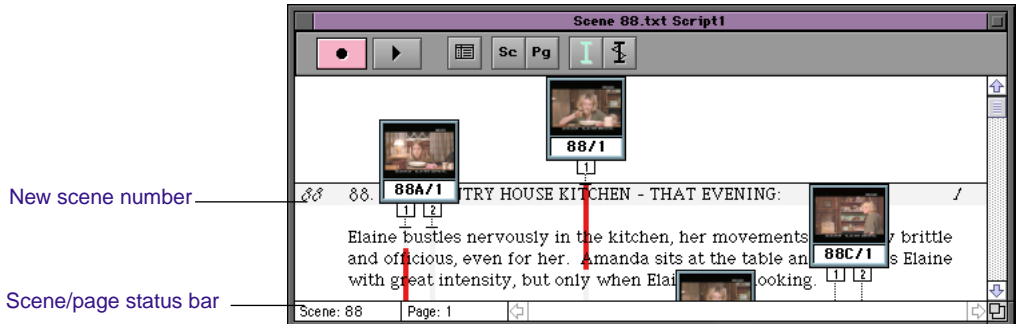 Scene 88.txt Script1
Sc Pg
88/1
1
88A/1
1 2
New scene number
88 88. TRY HOUSE KITCHEN - THAT EVENING: 1
88C/1
1 2
Elaine bustles nervously in the kitchen, her movements y brittle
and officious, even for her. Amanda sits at the table an s Elaine
with great intensity, but only when Elai ooking.
Scene/page status bar
Scene: 88 Page: 1